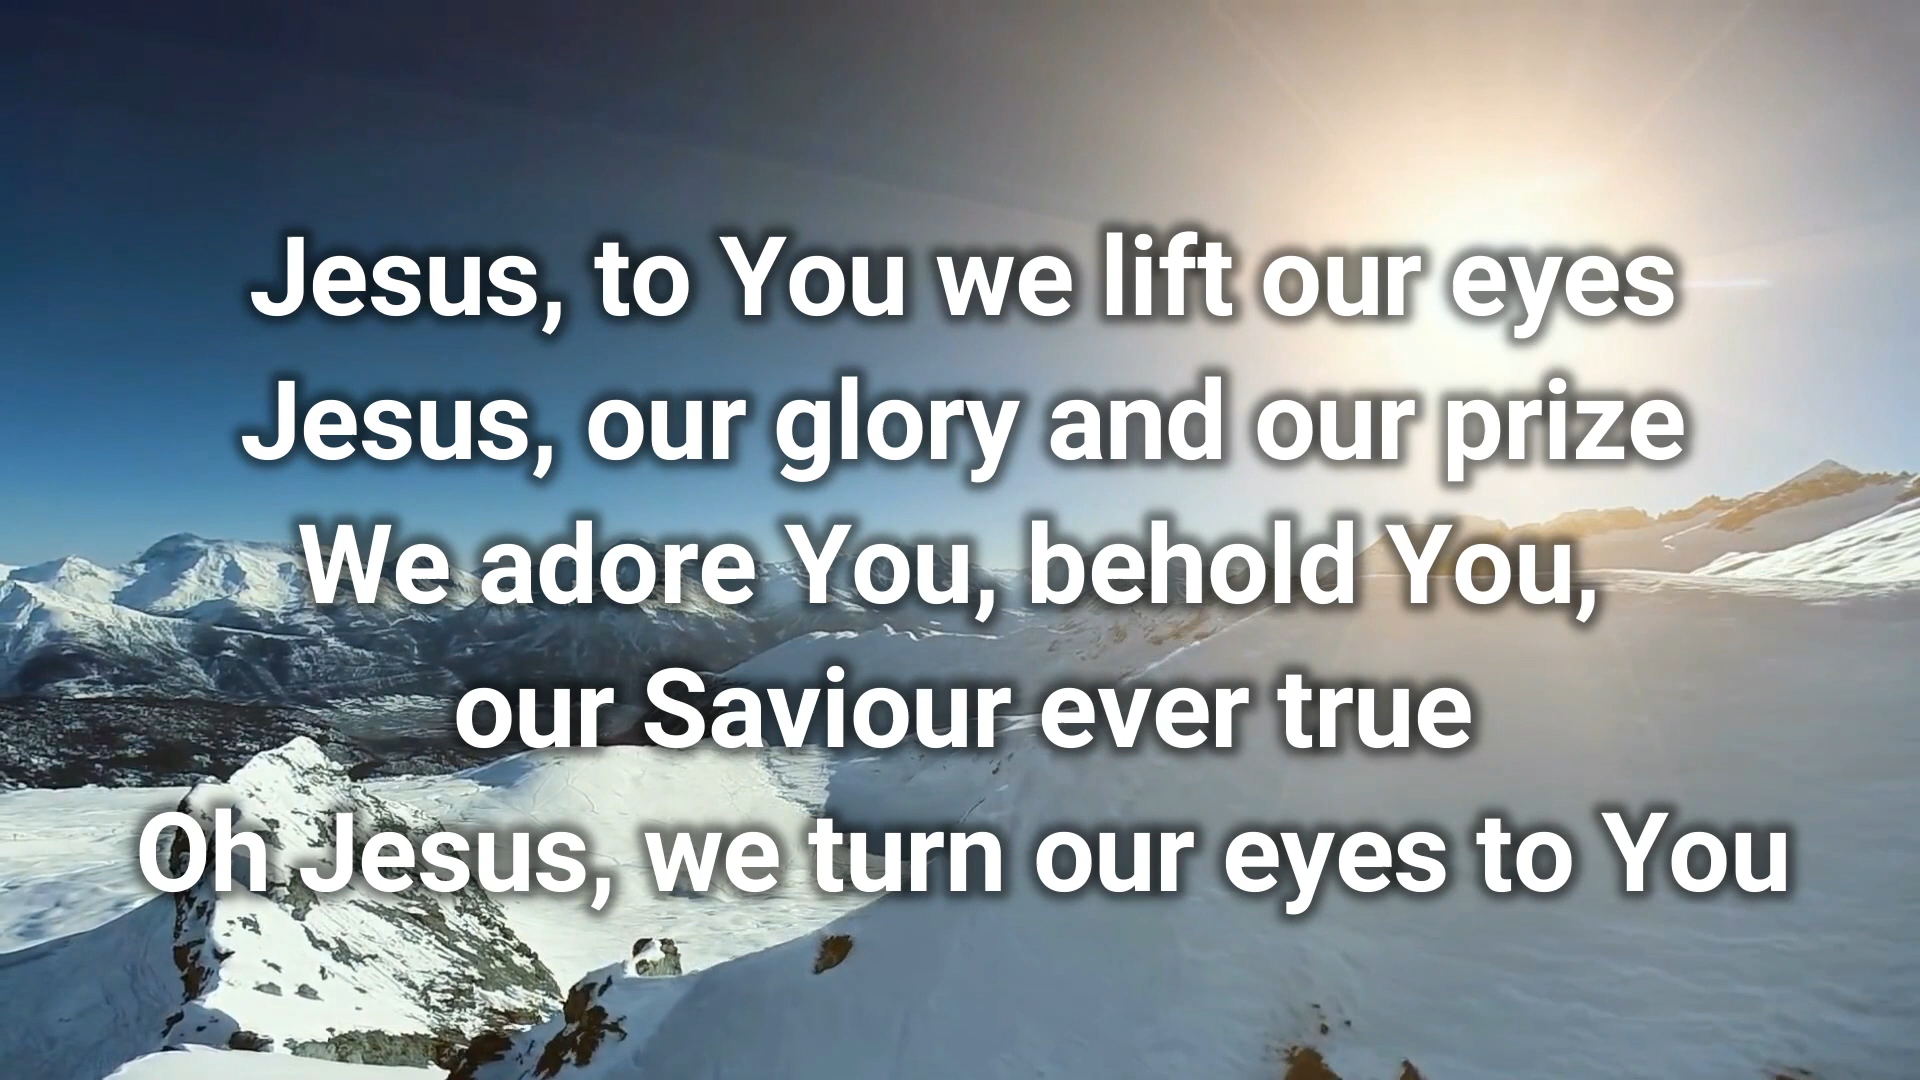 Jesus, to You we lift our eyes
Jesus, our glory and our prize
We adore You, behold You,
our Saviour ever true
Oh Jesus, we turn our eyes to You